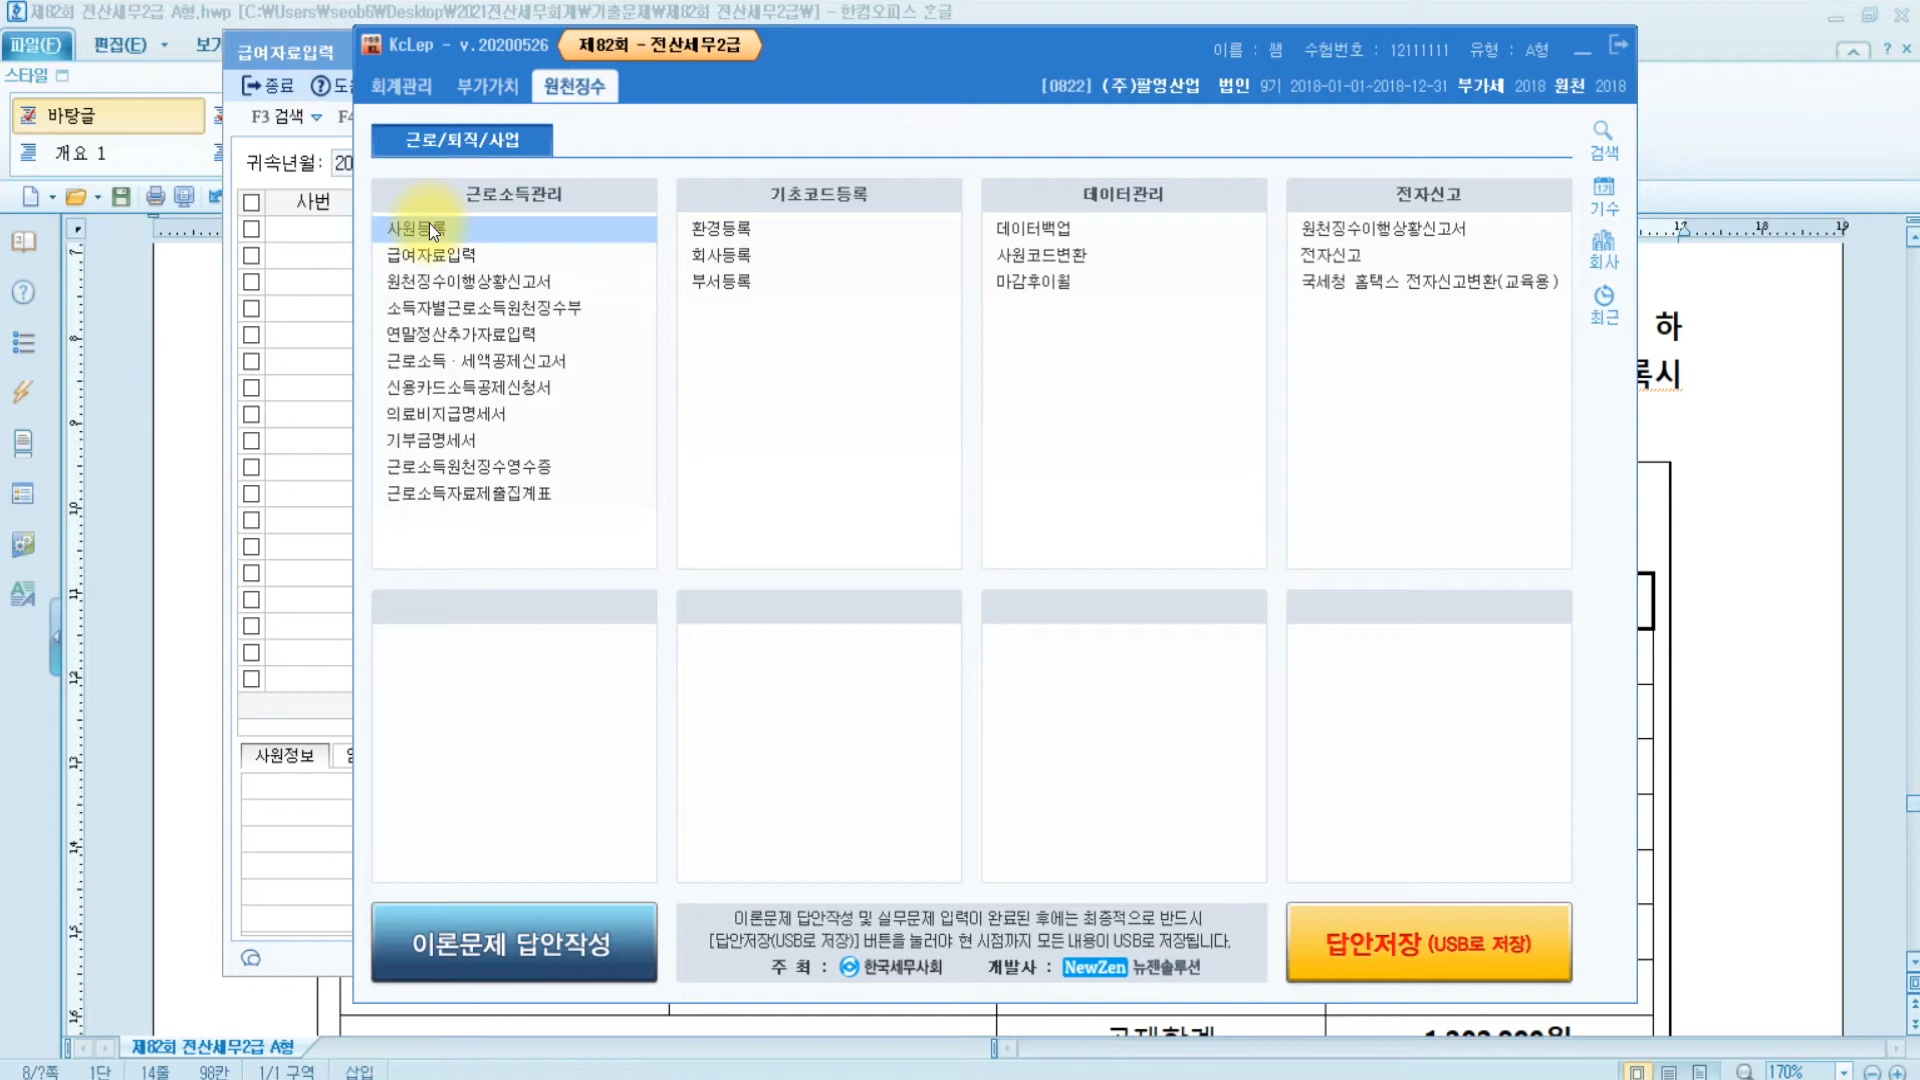 제82회 전산세무2급 A형.hwp [C:₩Users₩seob6₩Desktop₩2021전산세무회계₩기출문제₩제82회 전산세무2급₩] - 한컴오피스 한글
파일(F)
편집(E)
보기
스타일
바탕글
개요 1
급여자료입력
종료
F3 검색
귀속년월:
20
사번
사원정보
KcLep - v.20200526
제82회 - 전산세무2급
이름 : 쌤 수험번호 : 12111111 유형 : A형
회계관리
부가가치
원천징수
[0822] (주)팔영산업 법인 9기 2018-01-01~2018-12-31 부가세 2018 원천 2018
근로/퇴직/사업
근로소득관리
사원등록
급여자료입력
원천징수이행상황신고서
소득자별근로소득원천징수부
연말정산추가자료입력
근로소득 · 세액공제신고서
신용카드소득공제신청서
의료비지급명세서
기부금명세서
근로소득원천징수영수증
근로소득자료제출집계표
기초코드등록
환경등록
회사등록
부서등록
데이터관리
데이터백업
사원코드변환
마감후이월
전자신고
원천징수이행상황신고서
전자신고
국세청 홈택스 전자신고변환(교육용)
검색
기수
회사
최근
하
록시
이론문제 답안작성
이론문제 답안작성 및 실무문제 입력이 완료된 후에는 최종적으로 반드시
[답안저장(USB로 저장)] 버튼을 눌러야 현 시점까지 모든 내용이 USB로 저장됩니다.
주 최 : 한국세무사회 개발사 : NewZen 뉴젠솔루션
답안저장 (USB로 저장)
제82회 전산세무2급 A형
8/?쪽 1단 14줄 98칸 1/1 구역 삽입
170%